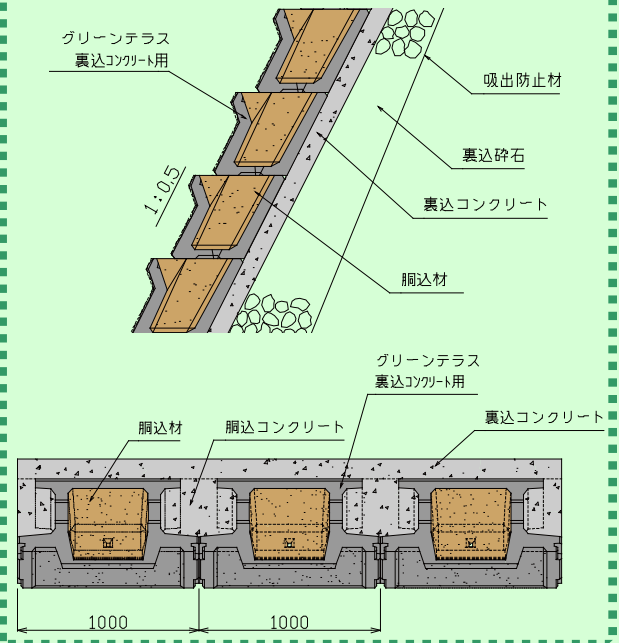 グリーンテラス
裏込コンクリート用
吸出防止材
裏込砕石
1:0.5
裏込コンクリート
胴込材
グリーンテラス
裏込コンクリート用
裏込コンクリート
胴込材
胴込コンクリート
1000
1000